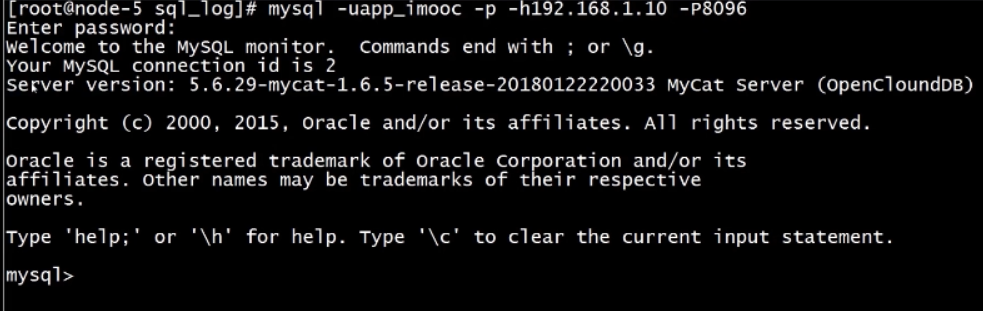 [root@node-5 sql_log]# mysql -uapp_imooc -p -h192.168.1.10 -P8096
Enter password:
Welcome to the MySQL monitor.  Commands end with ; or \g.
Your MySQL connection id is 2
Server version: 5.6.29-mycat-1.6.5-release-20180122220033 MyCat Server (OpenCloundDB)

Copyright (c) 2000, 2015, Oracle and/or its affiliates. All rights reserved.

Oracle is a registered trademark of Oracle Corporation and/or its
affiliates. Other names may be trademarks of their respective
owners.

Type 'help;' or '\h' for help. Type '\c' to clear the current input statement.

mysql>